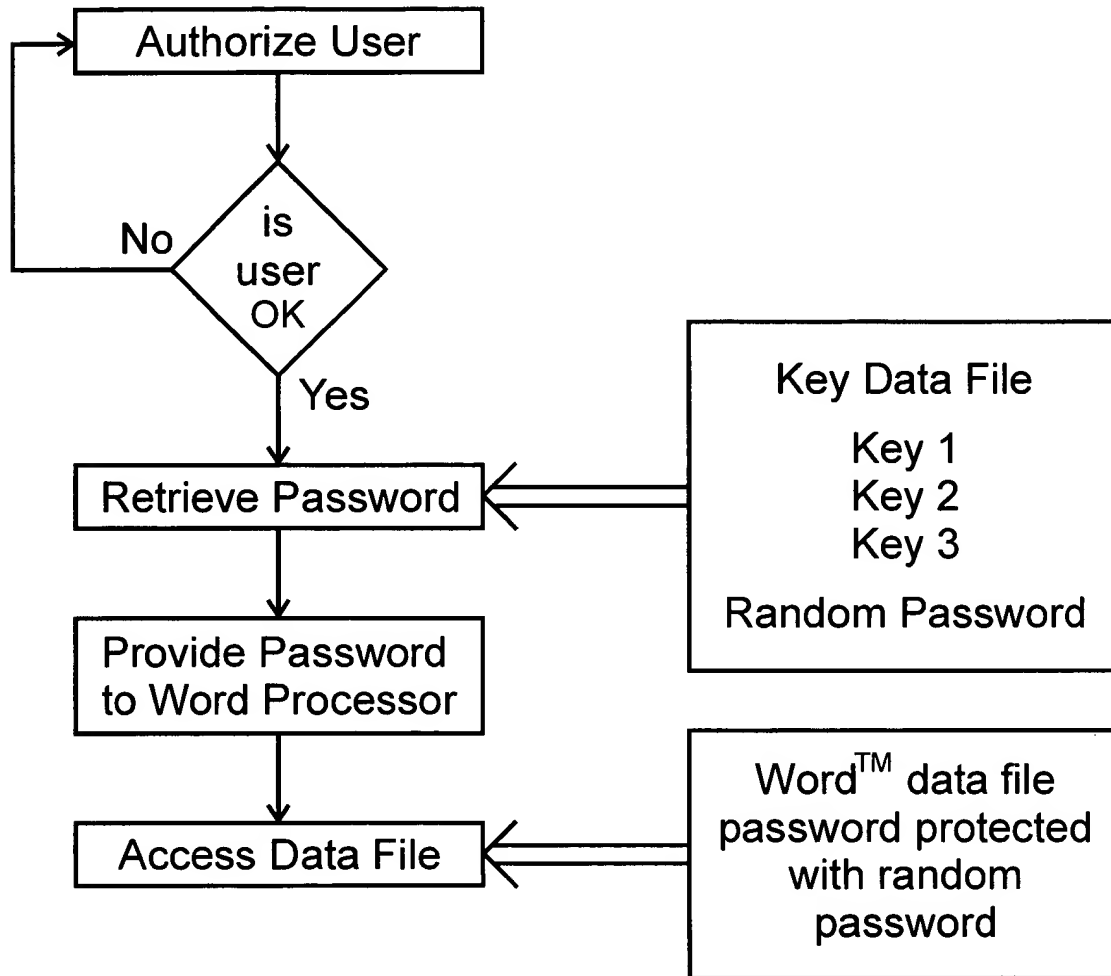 Authorize User
is
user
OK
No
Yes
Retrieve Password
Provide Password
to Word Processor
Access Data File
Key Data File
Key 1
Key 2
Key 3
Random Password
Word™ data file
password protected
with random
password